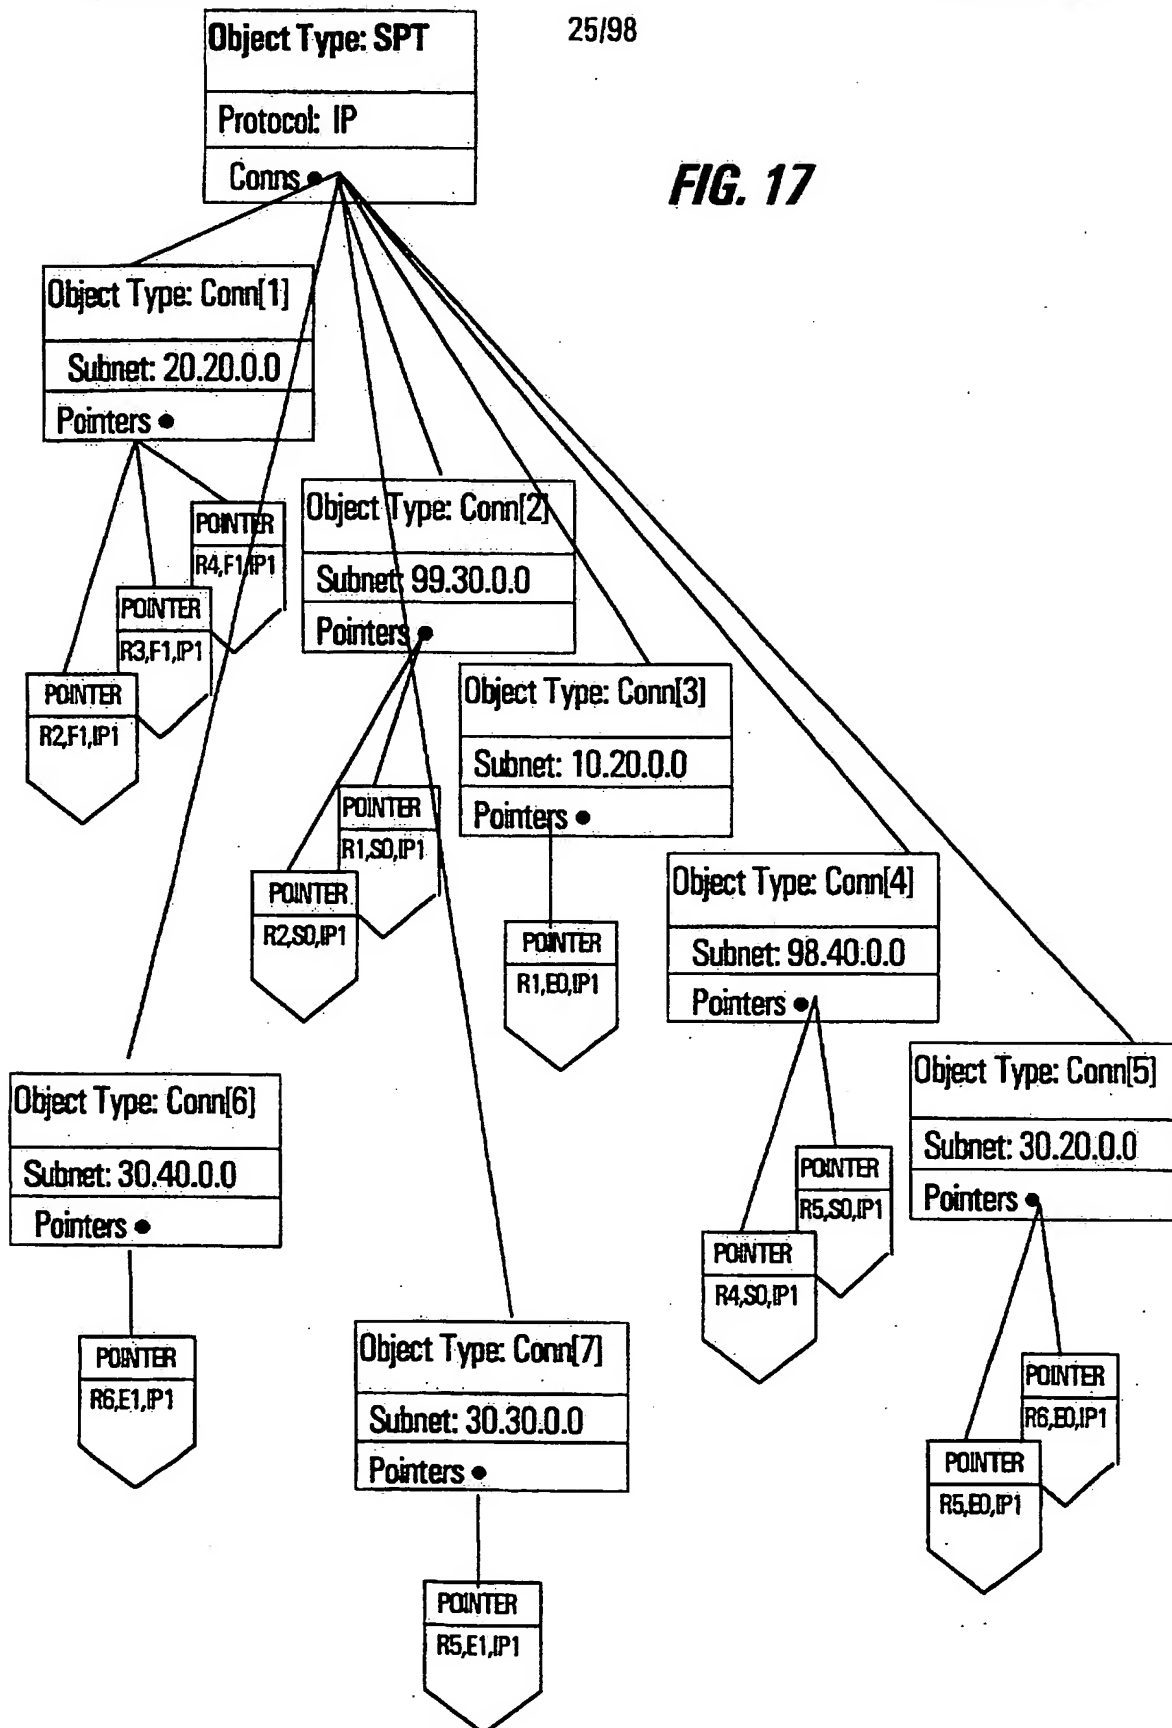 25/98
Object Type: SPT
Protocol: IP
Conns
FIG. 17
Object Type: Conn[1]
Subnet: 20.20.0.0
Pointers
POINTER
R4,F1,IP1
POINTER
R3,F1,IP1
POINTER
R2,F1,IP1
Object Type: Conn[2]
Subnet: 99.30.0.0
Pointers
POINTER
R1,S0,IP1
POINTER
R2,S0,IP1
Object Type: Conn[3]
Subnet: 10.20.0.0
Pointers
POINTER
R1,E0,IP1
Object Type: Conn[4]
Subnet: 98.40.0.0
Pointers
POINTER
R5,S0,IP1
POINTER
R4,S0,IP1
Object Type: Conn[5]
Subnet: 30.20.0.0
Pointers
POINTER
R6,E0,IP1
POINTER
R5,E0,IP1
Object Type: Conn[6]
Subnet: 30.40.0.0
Pointers
POINTER
R6,E1,IP1
Object Type: Conn[7]
Subnet: 30.30.0.0
Pointers
POINTER
R5,E1,IP1